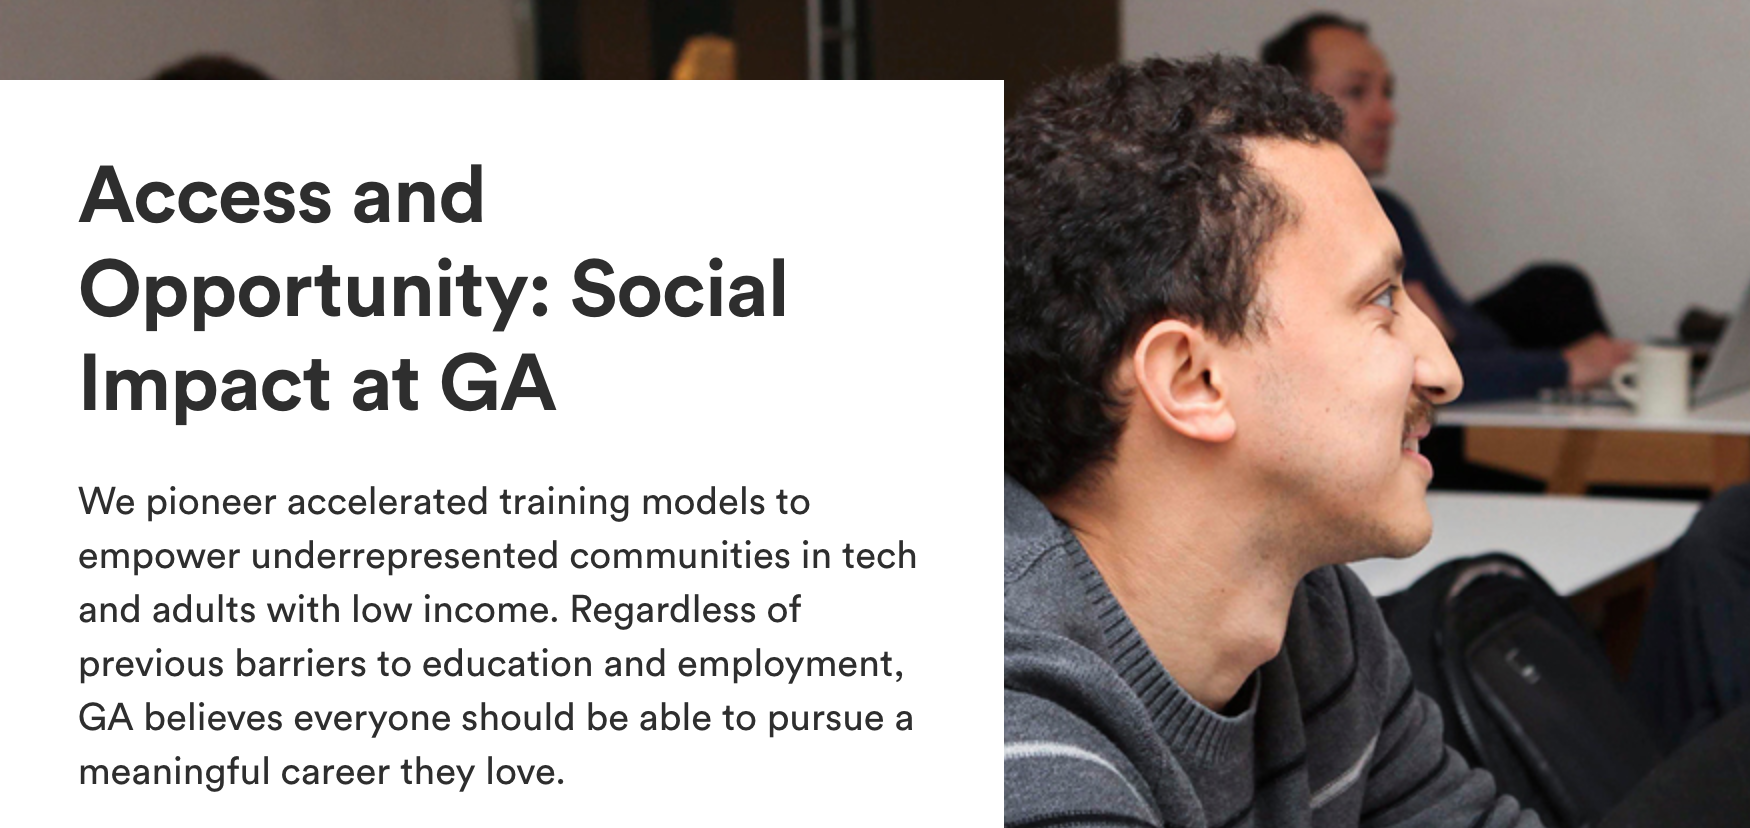 Access and
Opportunity: Social
Impact at GA
We pioneer accelerated training models to
empower underrepresented communities in tech
and adults with low income. Regardless of
previous barriers to education and employment,
GA believes everyone should be able to pursue a
meaningful career they love.